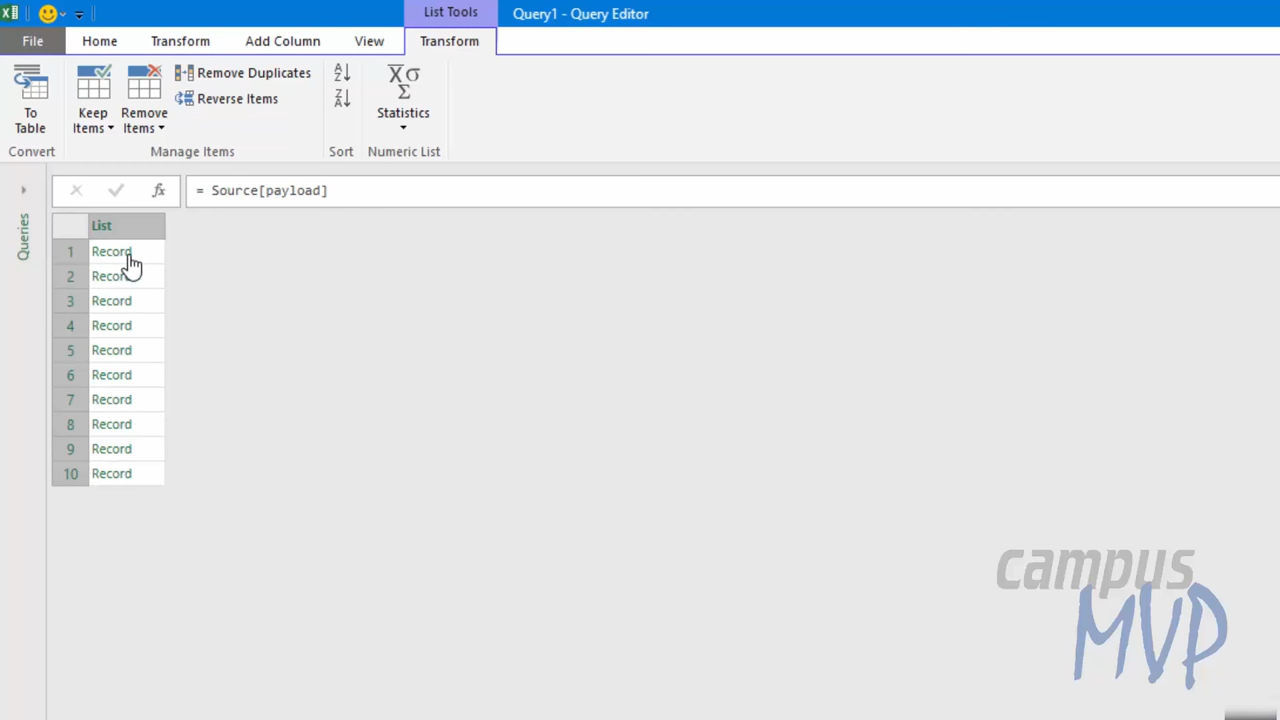 List Tools
Query1 - Query Editor
File
Home
Transform
Add Column
View
Transform
To Table
Keep Items
Remove Items
Remove Duplicates
Reverse Items
A Z
Z A
X σ Σ
Statistics
Convert
Manage Items
Sort
Numeric List
fx
= Source[payload]
Queries
List
1 Record
2 Record
3 Record
4 Record
5 Record
6 Record
7 Record
8 Record
9 Record
10 Record
campus
MVP